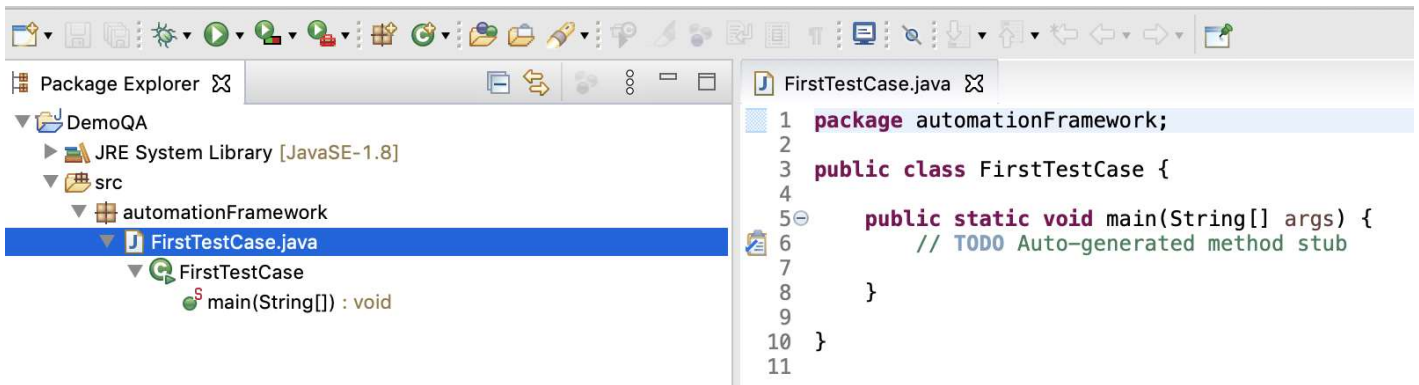 Package Explorer
DemoQA
JRE System Library [JavaSE-1.8]
src
automationFramework
FirstTestCase.java
FirstTestCase
main(String[]) : void
FirstTestCase.java
1 package automationFramework;
2
3 public class FirstTestCase {
4
5 public static void main(String[] args) {
6 // TODO Auto-generated method stub
7
8 }
9
10 }
11